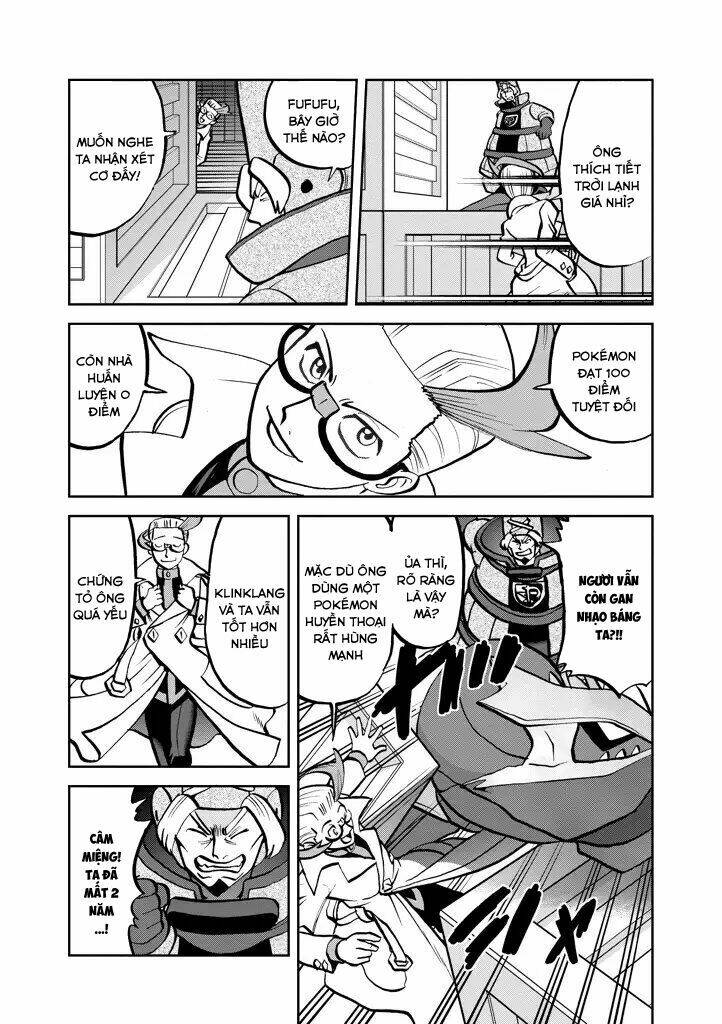 ÔNG
THÍCH TIẾT
TRỜI LẠNH
GIÁ NHỈ?
FUFUFU,
BÂY GIỜ
THẾ NÀO?
MUỐN NGHE
TA NHẬN XÉT
CƠ ĐẤY!
POKÉMON
ĐẠT 100
ĐIỂM
TUYỆT ĐỐI
CÒN NHÀ
HUẤN
LUYỆN 0
ĐIỂM
NGƯỜI VẪN
CÒN GAN
NHẠO BÁNG
TA?!!
ỦA THÌ,
RÕ RÀNG
LÀ VẬY
MÀ?
MẶC DÙ ÔNG
DÙNG MỘT
POKÉMON
HUYỀN THOẠI
RẤT HÙNG
MẠNH
KLINKLANG
VÀ TA VẪN
TỐT HƠN
NHIỀU
CHỨNG
TỎ ÔNG
QUÁ YẾU
CÂM
MIỆNG!
TA ĐÃ
MẤT 2
NĂM
...!